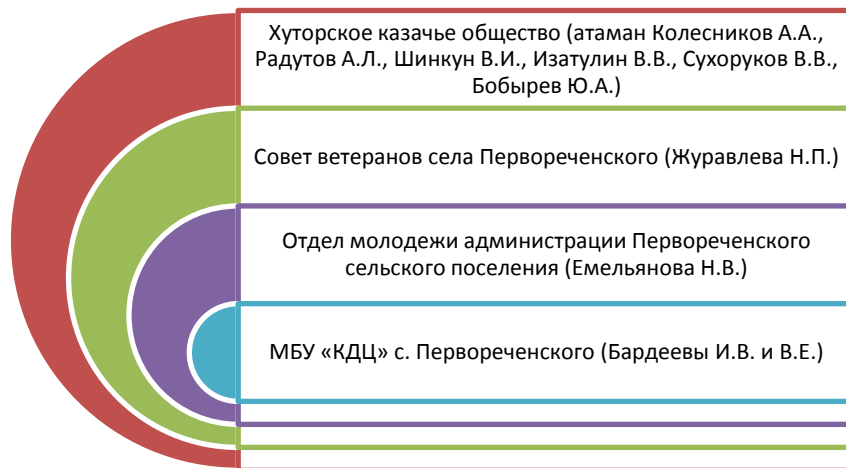 Хуторское казачье общество (атаман Колесников А.А.,
Радутов А.Л., Шинкун В.И., Изатулин В.В., Сухоруков В.В.,
Бобырев Ю.А.)
Совет ветеранов села Первореченского (Журавлева Н.П.)
Отдел молодежи администрации Первореченского
сельского поселения (Емельянова Н.В.)
МБУ «КДЦ» с. Первореченского (Бардеевы И.В. и В.Е.)